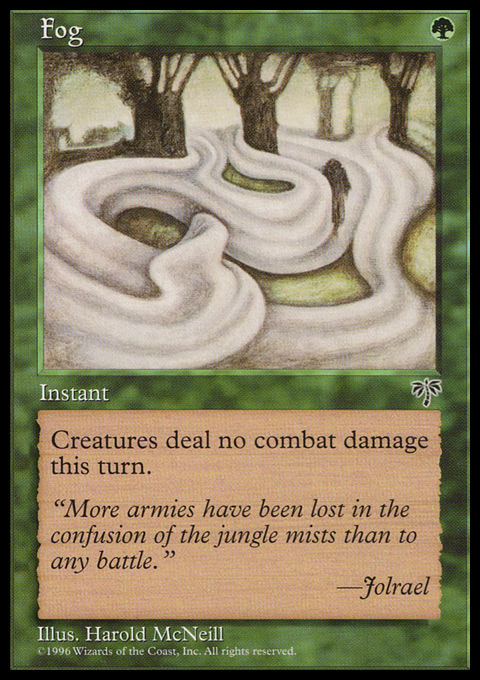 Fog
Instant
Creatures deal no combat damage
this turn.
“More armies have been lost in the
confusion of the jungle mists than to
any battle.”
—Jolrael
Illus. Harold McNeill
©1996 Wizards of the Coast, Inc. All rights reserved.